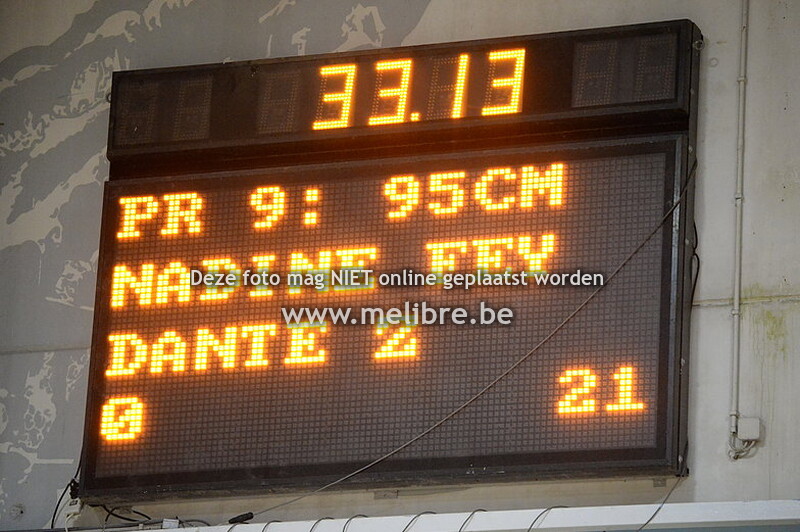 33.13
PR 9: 95CM
NADINE FEY
Deze foto mag NIET online geplaatst worden
www.melibre.be
DANTE Z
0 21